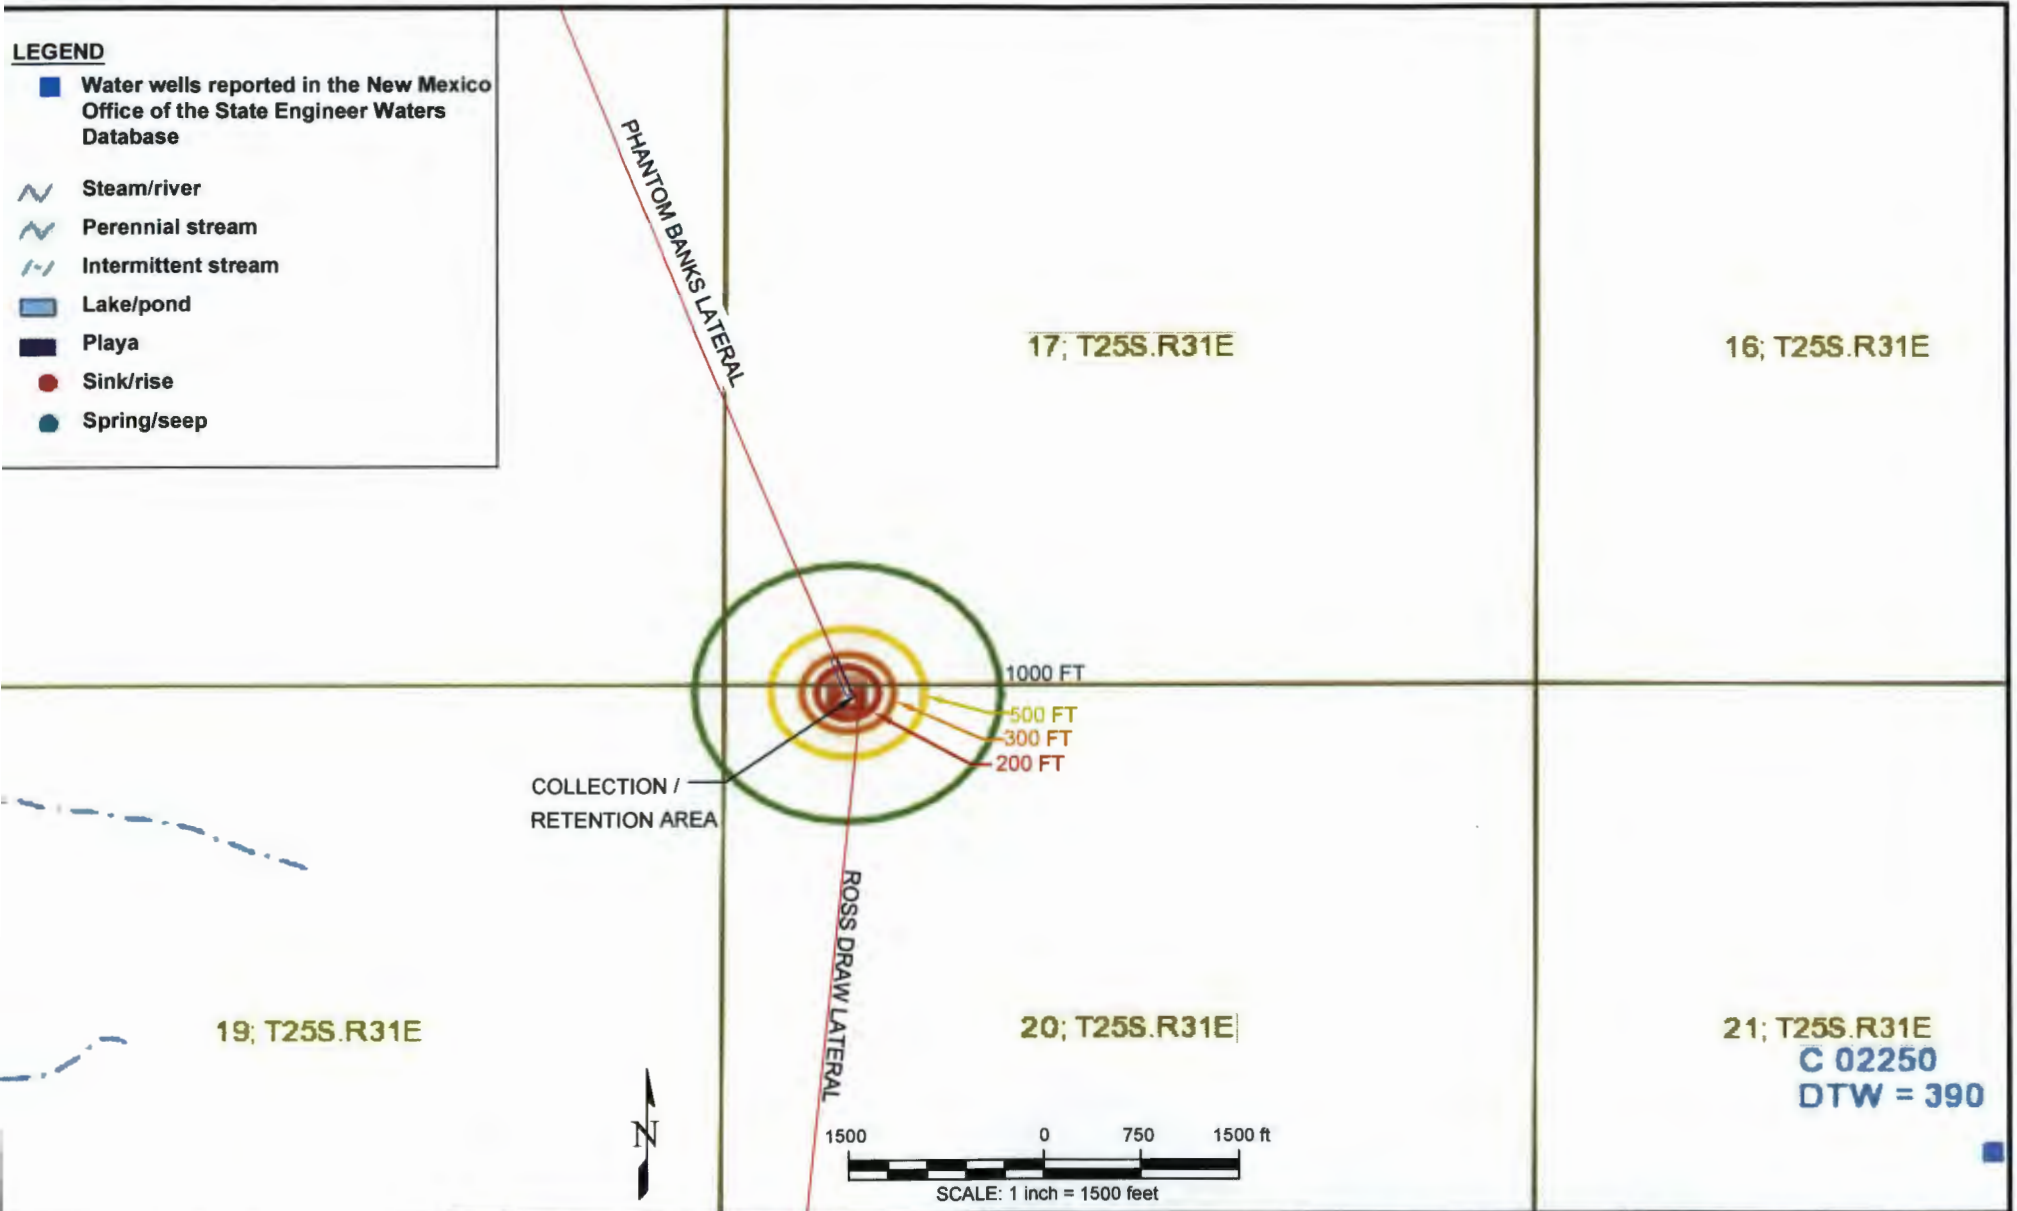 LEGEND
Water wells reported in the New Mexico
Office of the State Engineer Waters
Database
Steam/river
Perennial stream
Intermittent stream
Lake/pond
Playa
Sink/rise
Spring/seep
PHANTOM BANKS LATERAL
17; T25S.R31E
16; T25S.R31E
1000 FT
500 FT
300 FT
200 FT
COLLECTION /
RETENTION AREA
ROSS DRAW LATERAL
19; T25S.R31E
20; T25S.R31E
21; T25S.R31E
C 02250
DTW = 390
N
1500 0 750 1500 ft
SCALE: 1 inch = 1500 feet